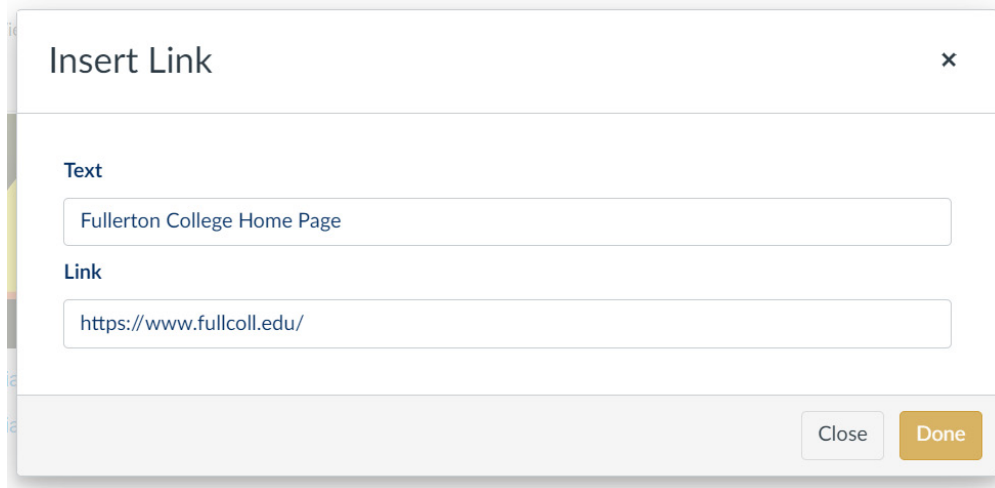 Insert Link
×
Text
Fullerton College Home Page
Link
https://www.fullcoll.edu/
Close Done